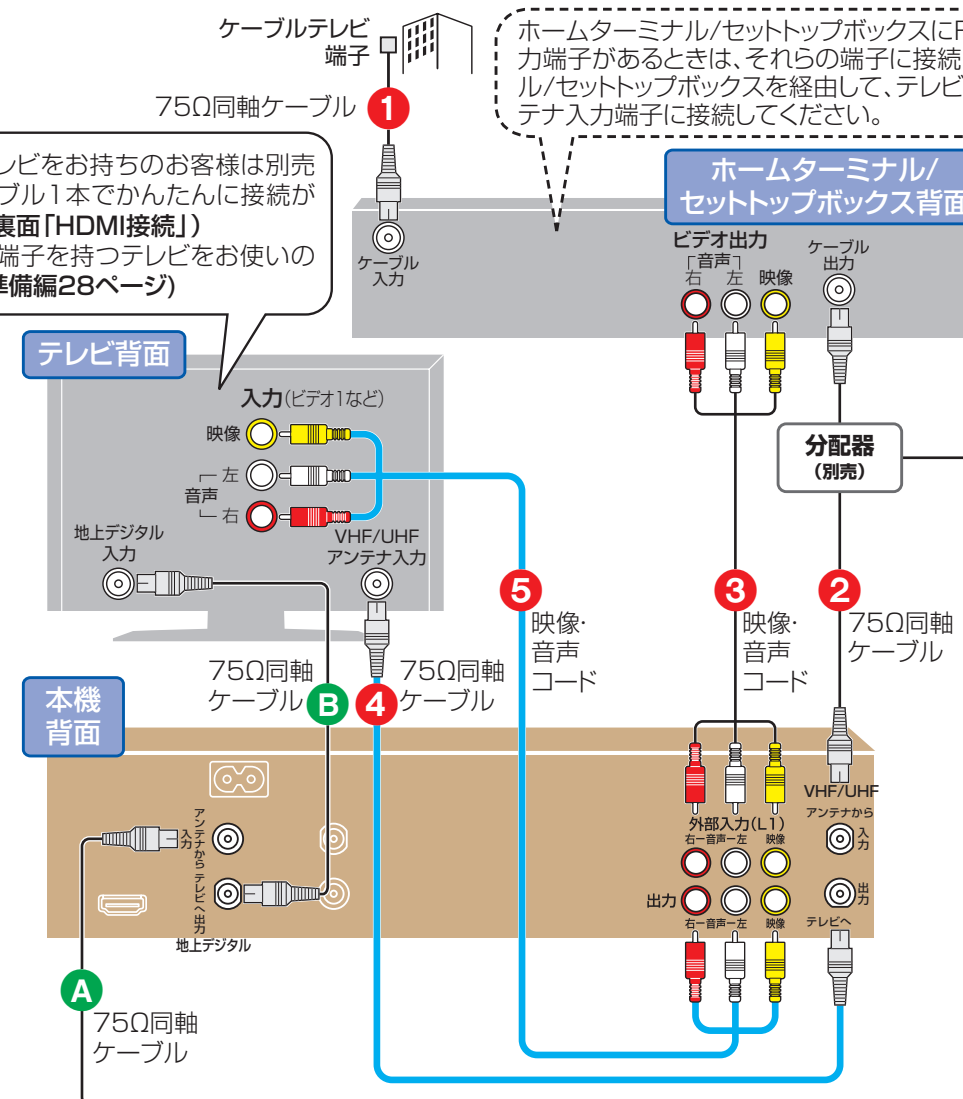 ケーブルテレビ
端子
75Ω同軸ケーブル
1
ホームターミナル/セットトップボックスに
力端子があるときは、それらの端子に接続
ル/セットトップボックスを経由して、テレビ
テナ入力端子に接続してください。
レビをお持ちのお客様は別売
ブル1本でかんたんに接続が
裏面「HDMI接続」)
端子を持つテレビをお使いの
準備編28ページ)
ホームターミナル/
セットトップボックス背面
ケーブル
入力
ビデオ出力
「音声」
右 左 映像
ケーブル
出力
テレビ背面
入力(ビデオ1など)
映像
左
音声
右
地上デジタル
入力
VHF/UHF
アンテナ入力
分配器
(別売)
5
映像・
音声
コード
3
映像・
音声
コード
2
75Ω同軸
ケーブル
75Ω同軸
ケーブル
B
4
75Ω同軸
ケーブル
本機
背面
アンテナから
入力
テレビへ出力
地上デジタル
外部入力(L1)
右ー音声ー左 映像
出力
右ー音声ー左 映像
VHF/UHF
アンテナから
入力
出力
テレビへ
A
75Ω同軸
ケーブル